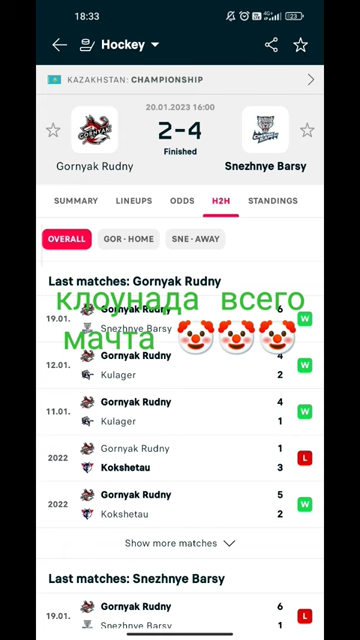 18:33
4G
23
Hockey
KAZAKHSTAN: CHAMPIONSHIP
20.01.2023 16:00
2-4
Finished
Gornyak Rudny
Snezhnye Barsy
SUMMARY LINEUPS ODDS H2H STANDINGS
OVERALL GOR - HOME SNE - AWAY
Last matches: Gornyak Rudny
клоунада всего
мачта 🤡🤡🤡
19.01. Gornyak Rudny 6 W
Snezhnye Barsy
12.01. Gornyak Rudny 4 W
Kulager 2
11.01. Gornyak Rudny 4 W
Kulager 1
2022 Gornyak Rudny 1 L
Kokshetau 3
2022 Gornyak Rudny 5 W
Kokshetau 2
Show more matches
Last matches: Snezhnye Barsy
19.01. Gornyak Rudny 6 L
Snezhnye Barsy 1